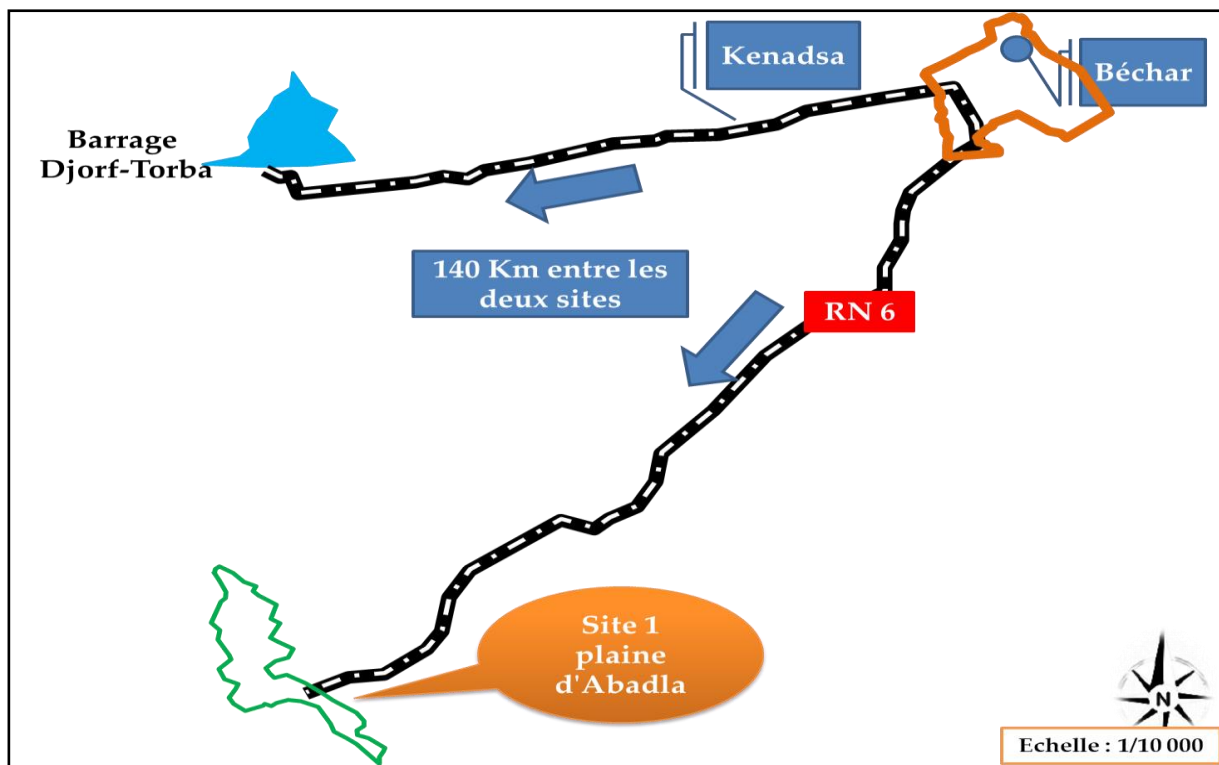 Kenadsa
Béchar
Barrage
Djorf-Torba
140 Km entre les
deux sites
RN 6
Site 1
plaine
d'Abadla
N
Echelle : 1/10 000